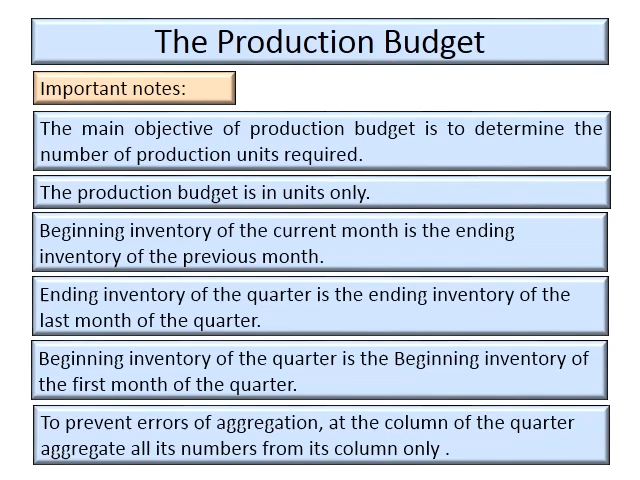 The Production Budget
Important notes:
The main objective of production budget is to determine the
number of production units required.
The production budget is in units only.
Beginning inventory of the current month is the ending
inventory of the previous month.
Ending inventory of the quarter is the ending inventory of the
last month of the quarter.
Beginning inventory of the quarter is the Beginning inventory of
the first month of the quarter.
To prevent errors of aggregation, at the column of the quarter
aggregate all its numbers from its column only .